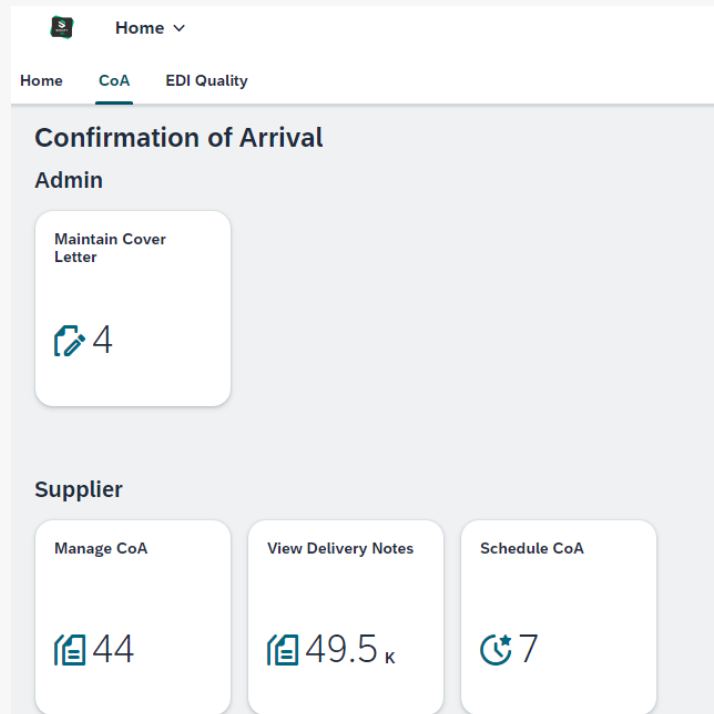 Home
Home CoA EDI Quality
Confirmation of Arrival
Admin
Maintain Cover
Letter
4
Supplier
Manage CoA
44
View Delivery Notes
49.5 K
Schedule CoA
7